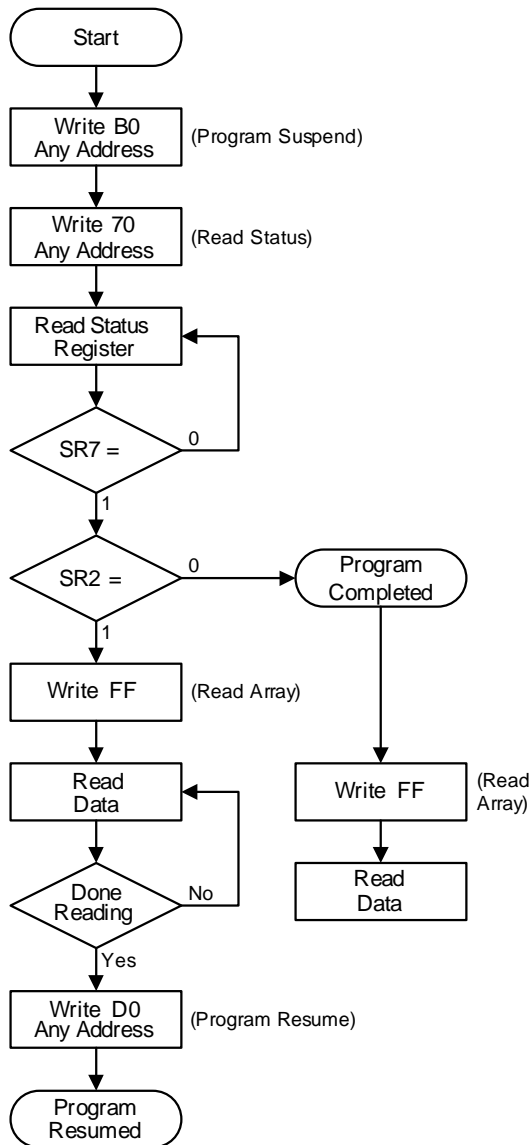 Start
Write B0
Any Address
(Program Suspend)
Write 70
Any Address
(Read Status)
Read Status
Register
SR7 =
0
1
SR2 =
0
Program
Completed
1
Write FF
(Read Array)
Read
Data
Write FF
(Read
Array)
Done
Reading
No
Read
Data
Yes
Write D0
Any Address
(Program Resume)
Program
Resumed